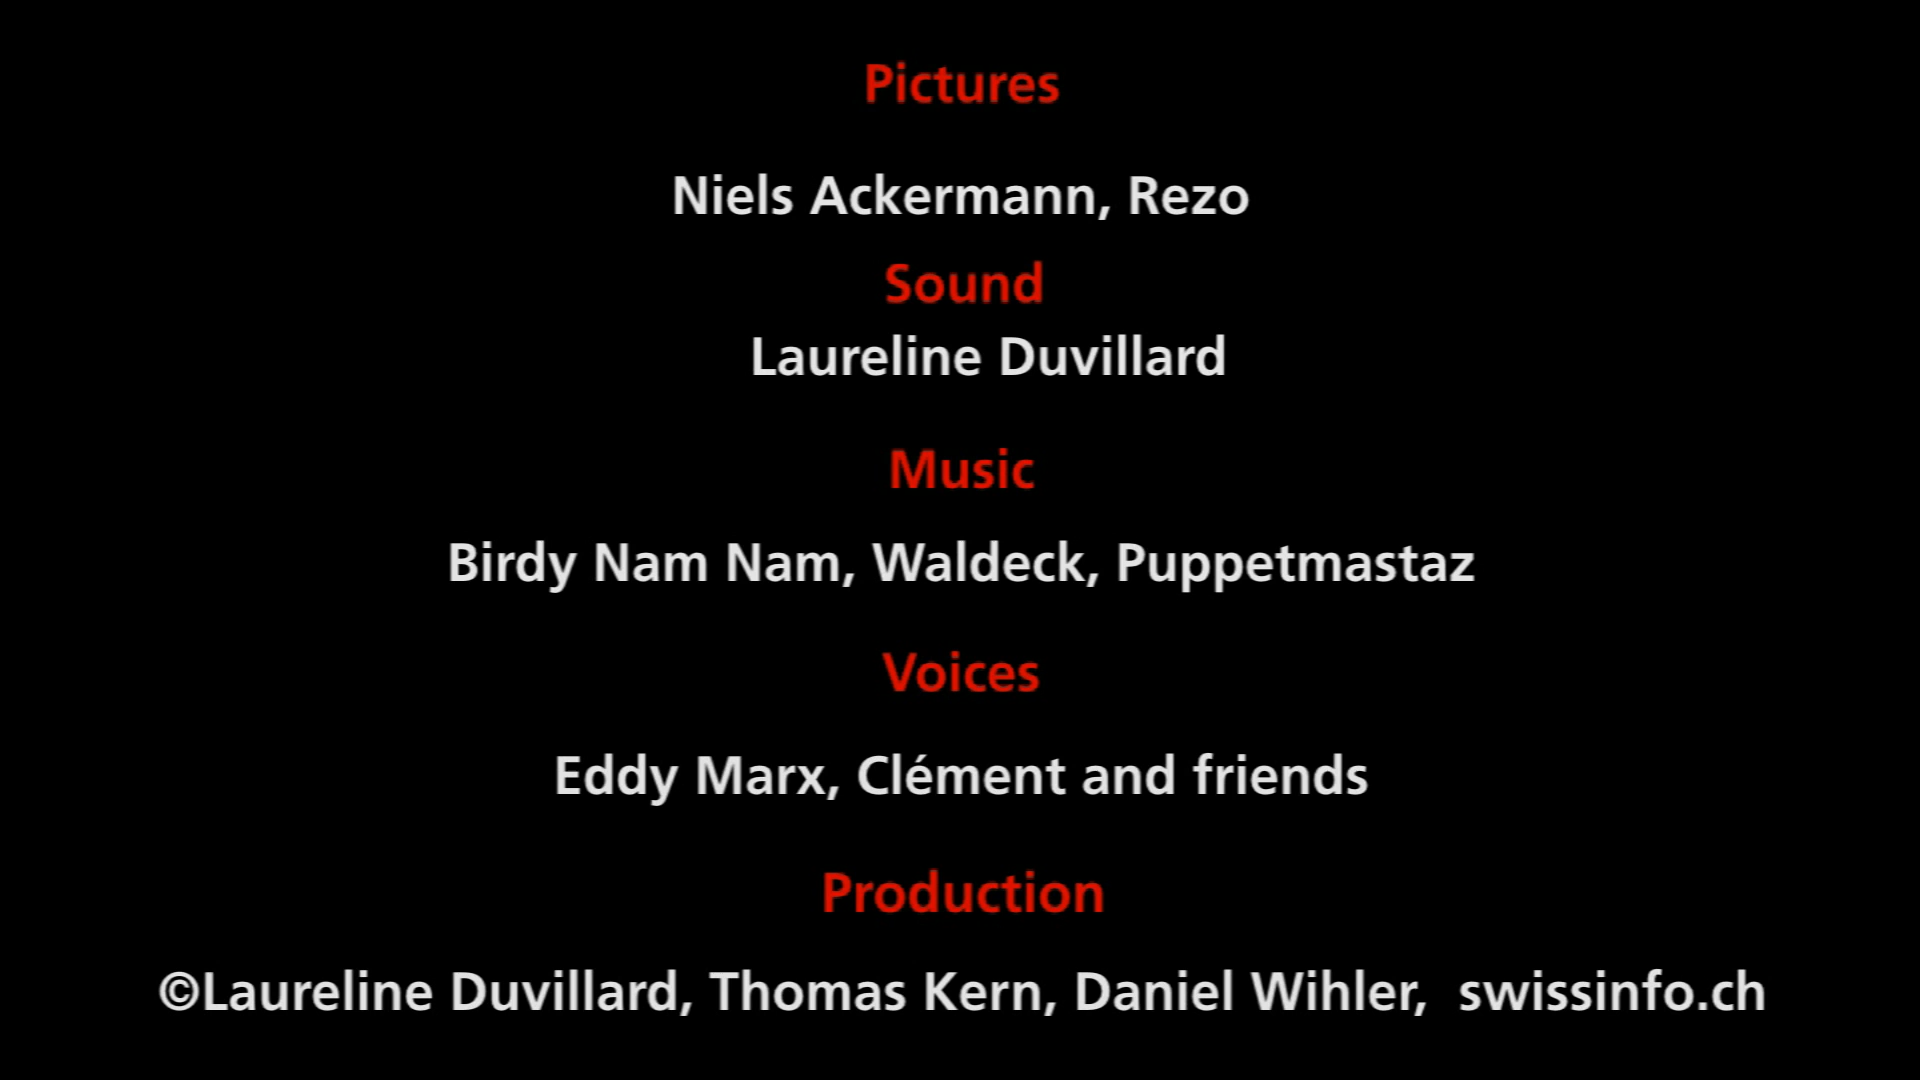 Pictures
Niels Ackermann, Rezo
Sound
Laureline Duvillard
Music
Birdy Nam Nam, Waldeck, Puppetmastaz
Voices
Eddy Marx, Clément and friends
Production
©Laureline Duvillard, Thomas Kern, Daniel Wihler,  swissinfo.ch